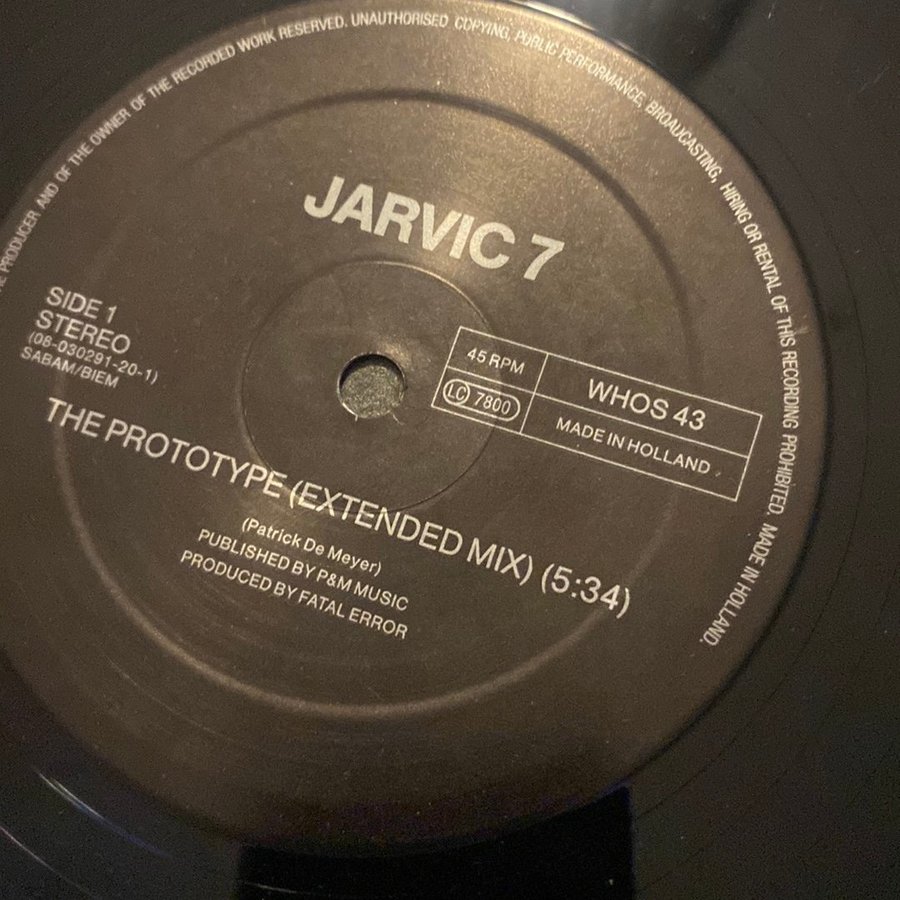 PRODUCER AND OF THE OWNER OF THE RECORDED WORK RESERVED. UNAUTHORISED COPYING, PUBLIC PERFORMANCE, BROADCASTING, HIRING OR RENTAL OF THIS RECORDING PROHIBITED. MADE IN HOLLAND.
JARVIC 7
SIDE 1
STEREO
(08-030291-20-1)
SABAM/BIEM
45 RPM
WHOS 43
LC 7800
MADE IN HOLLAND
THE PROTOTYPE (EXTENDED MIX) (5:34)
(Patrick De Meyer)
PUBLISHED BY P&M MUSIC
PRODUCED BY FATAL ERROR